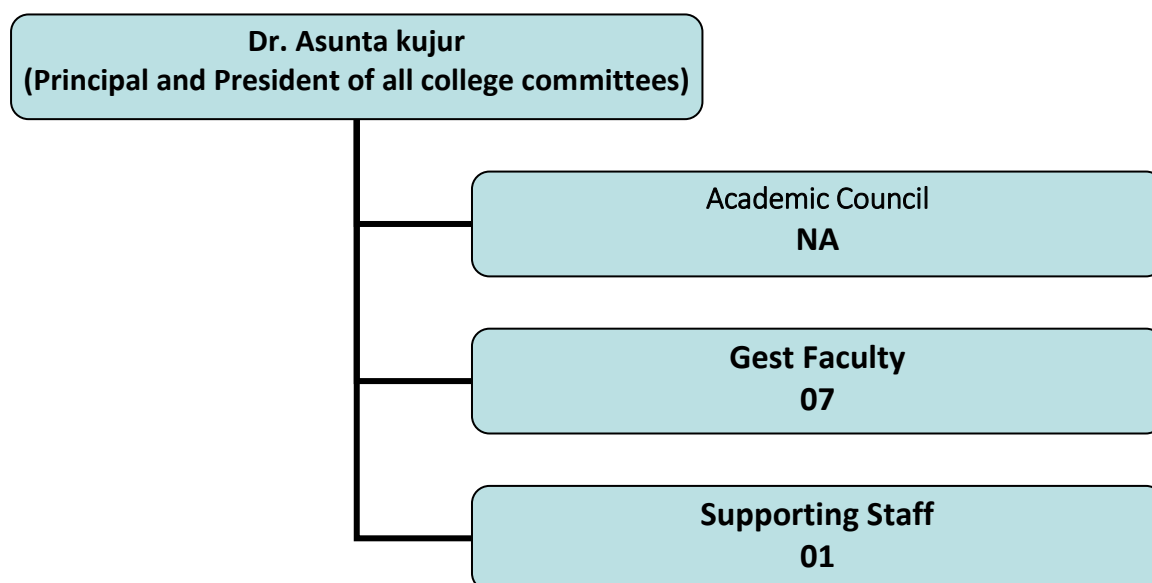 Dr. Asunta kujur
(Principal and President of all college committees)
Academic Council
NA
Gest Faculty
07
Supporting Staff
01